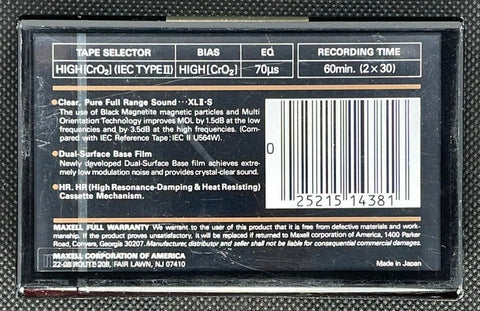 TAPE SELECTOR BIAS EQ RECORDING TIME
HIGH[CrO2] (IEC TYPE II) HIGH[CrO2] 70µs 60min. (2×30)
Clear, Pure Full Range Sound···XLII-S
The use of Black Magnetite magnetic particles and Multi
Orientation Technology improves MOL by 1.5dB at the low
frequencies and by 3.5dB at the high frequencies. (Com-
pared with IEC Reference Tape: IEC II U564W).
Dual-Surface Base Film
Newly developed Dual-Surface Base film achieves extreme-
ly low modulation noise and provides crystal-clear sound.
HR. HR (High Resonance-Damping & Heat Resisting)
Cassette Mechanism.
0 25215 14381
MAXELL FULL WARRANTY We warrant to the user of this product that it is free from defective materials and work-
manship. If found otherwise unsatisfactory, it will be replaced if returned to Maxell corporation of America, 1400 Parker
Road, Conyers, Georgia 30207. Manufacturer, distributor and seller shall not be liable for consequential commercial damages.
MAXELL CORPORATION OF AMERICA
22-08 ROUTE 208, FAIR LAWN, NJ 07410
Made in Japan